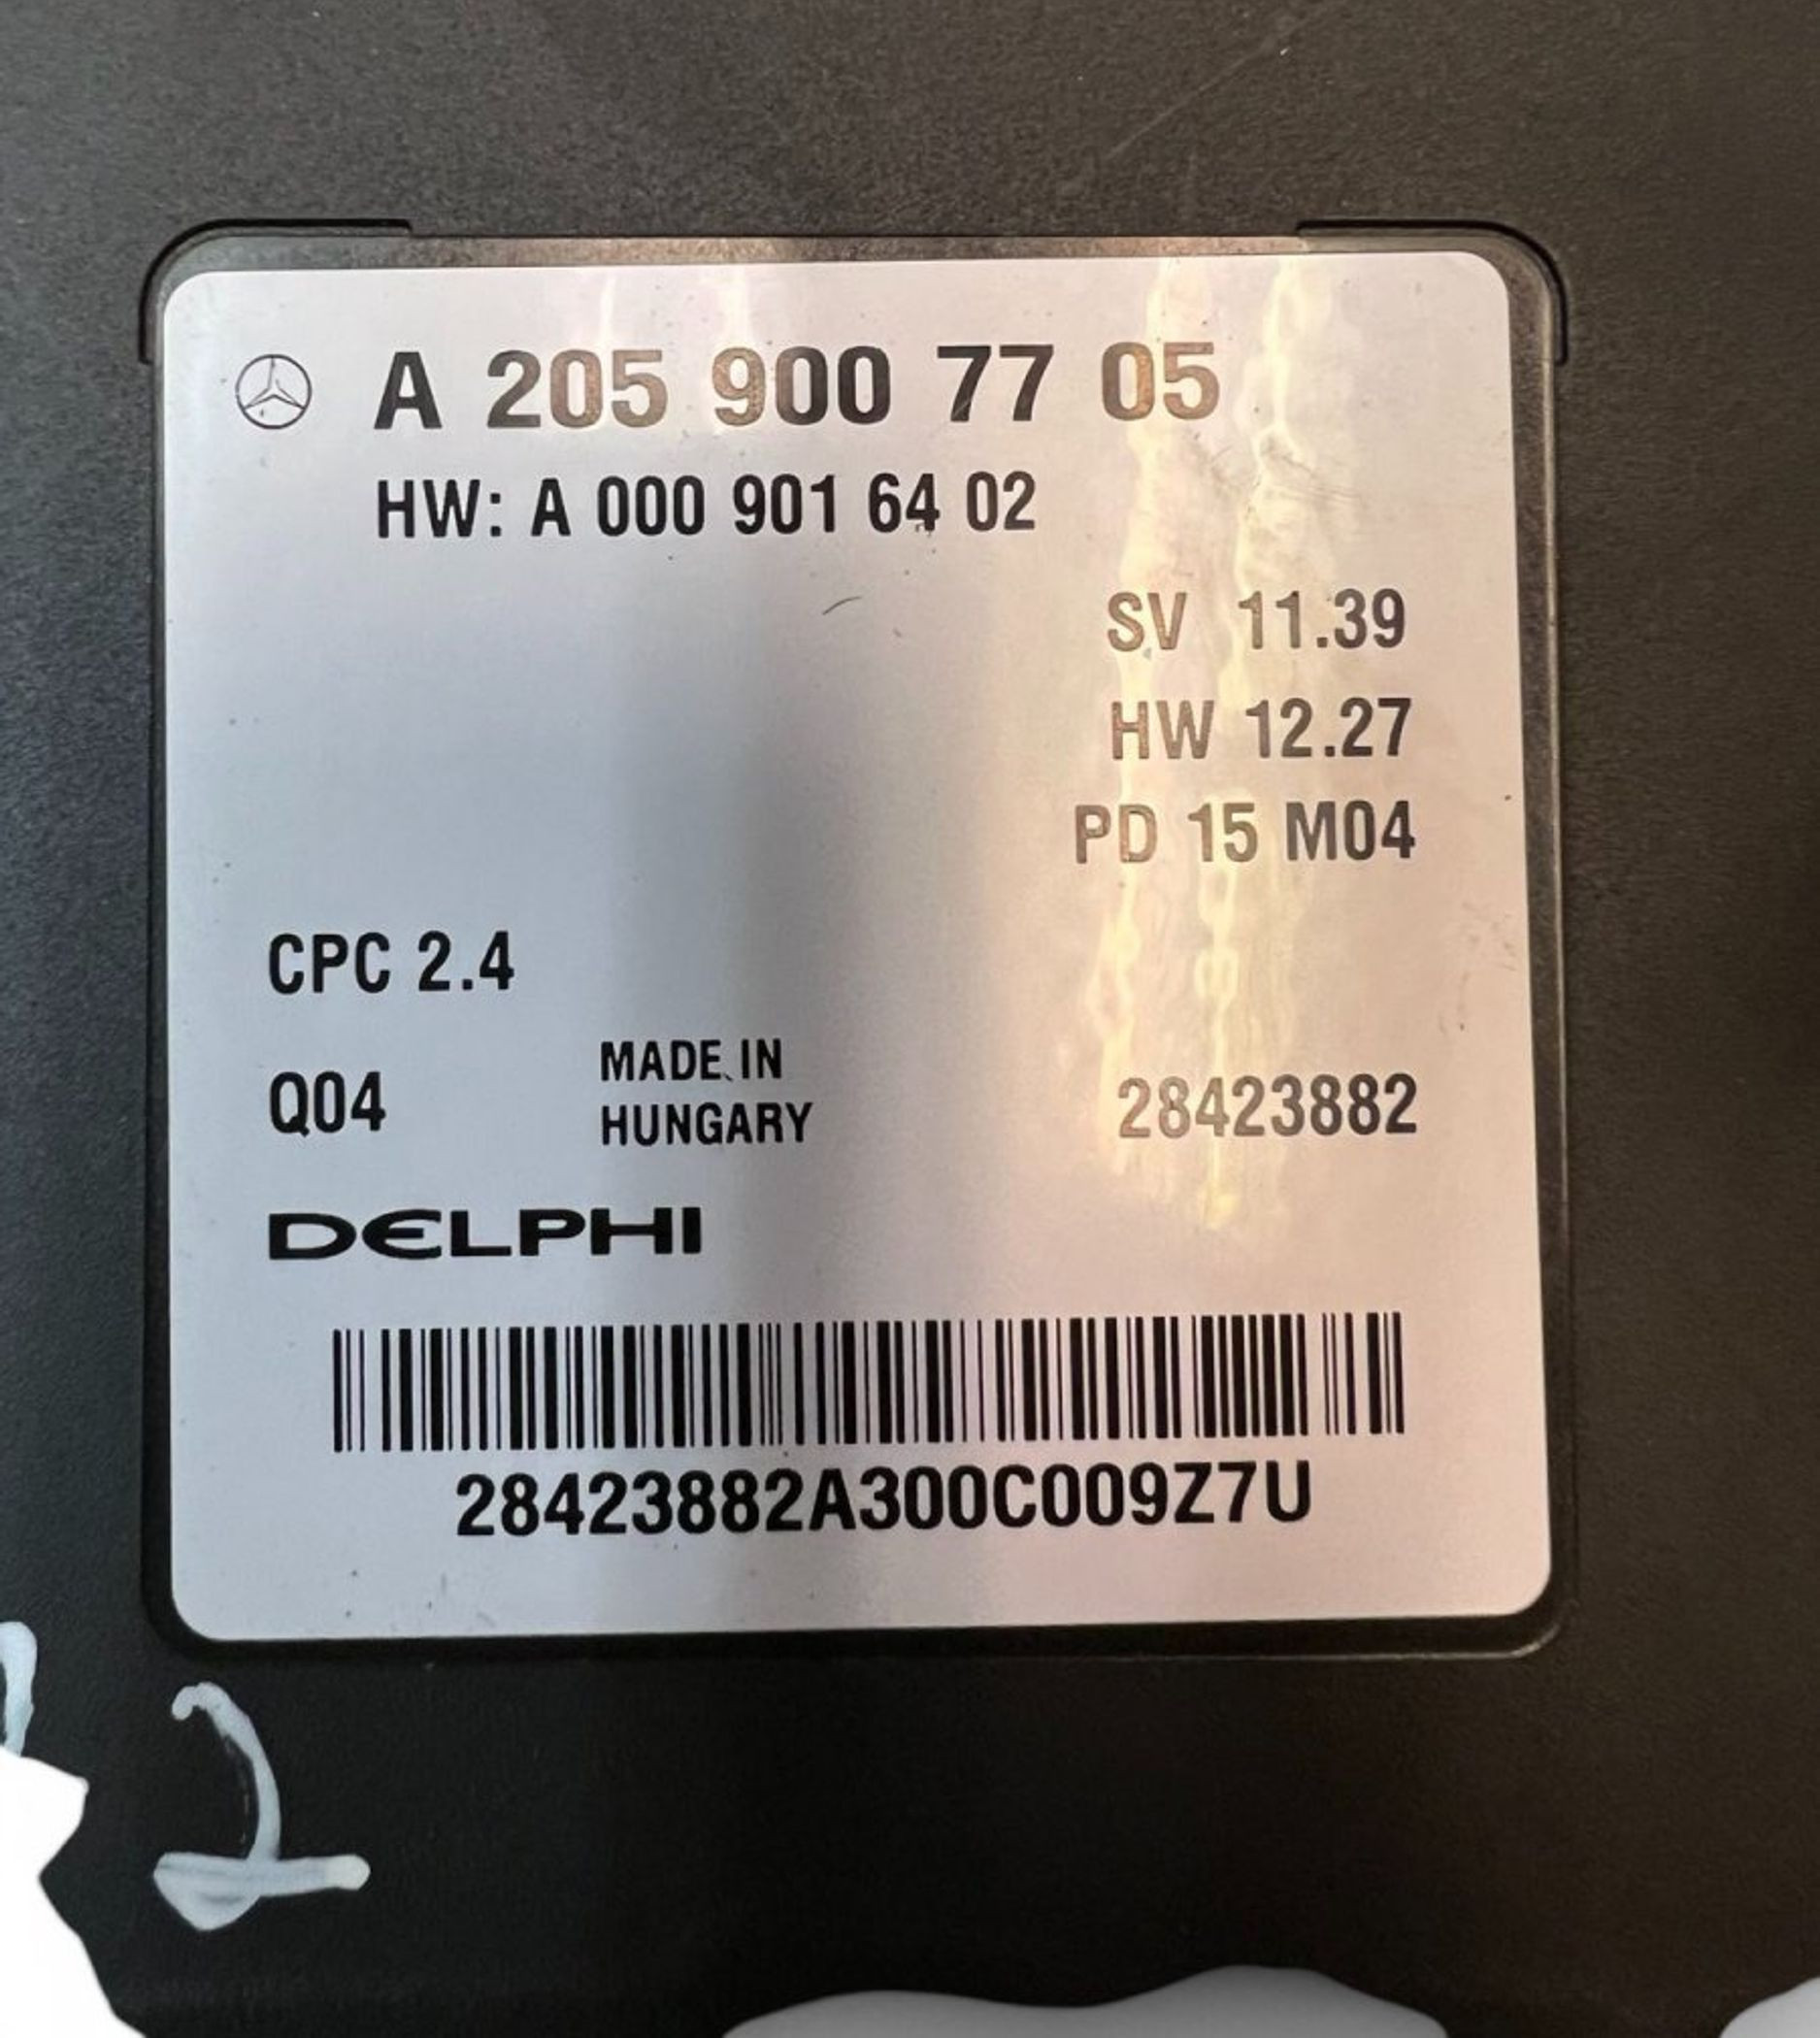 A 205 900 77 05
HW: A 000 901 64 02
SV 11.39
HW 12.27
PD 15 M04
CPC 2.4
Q04
MADE IN
HUNGARY
28423882
DELPHI
28423882A300C009Z7U